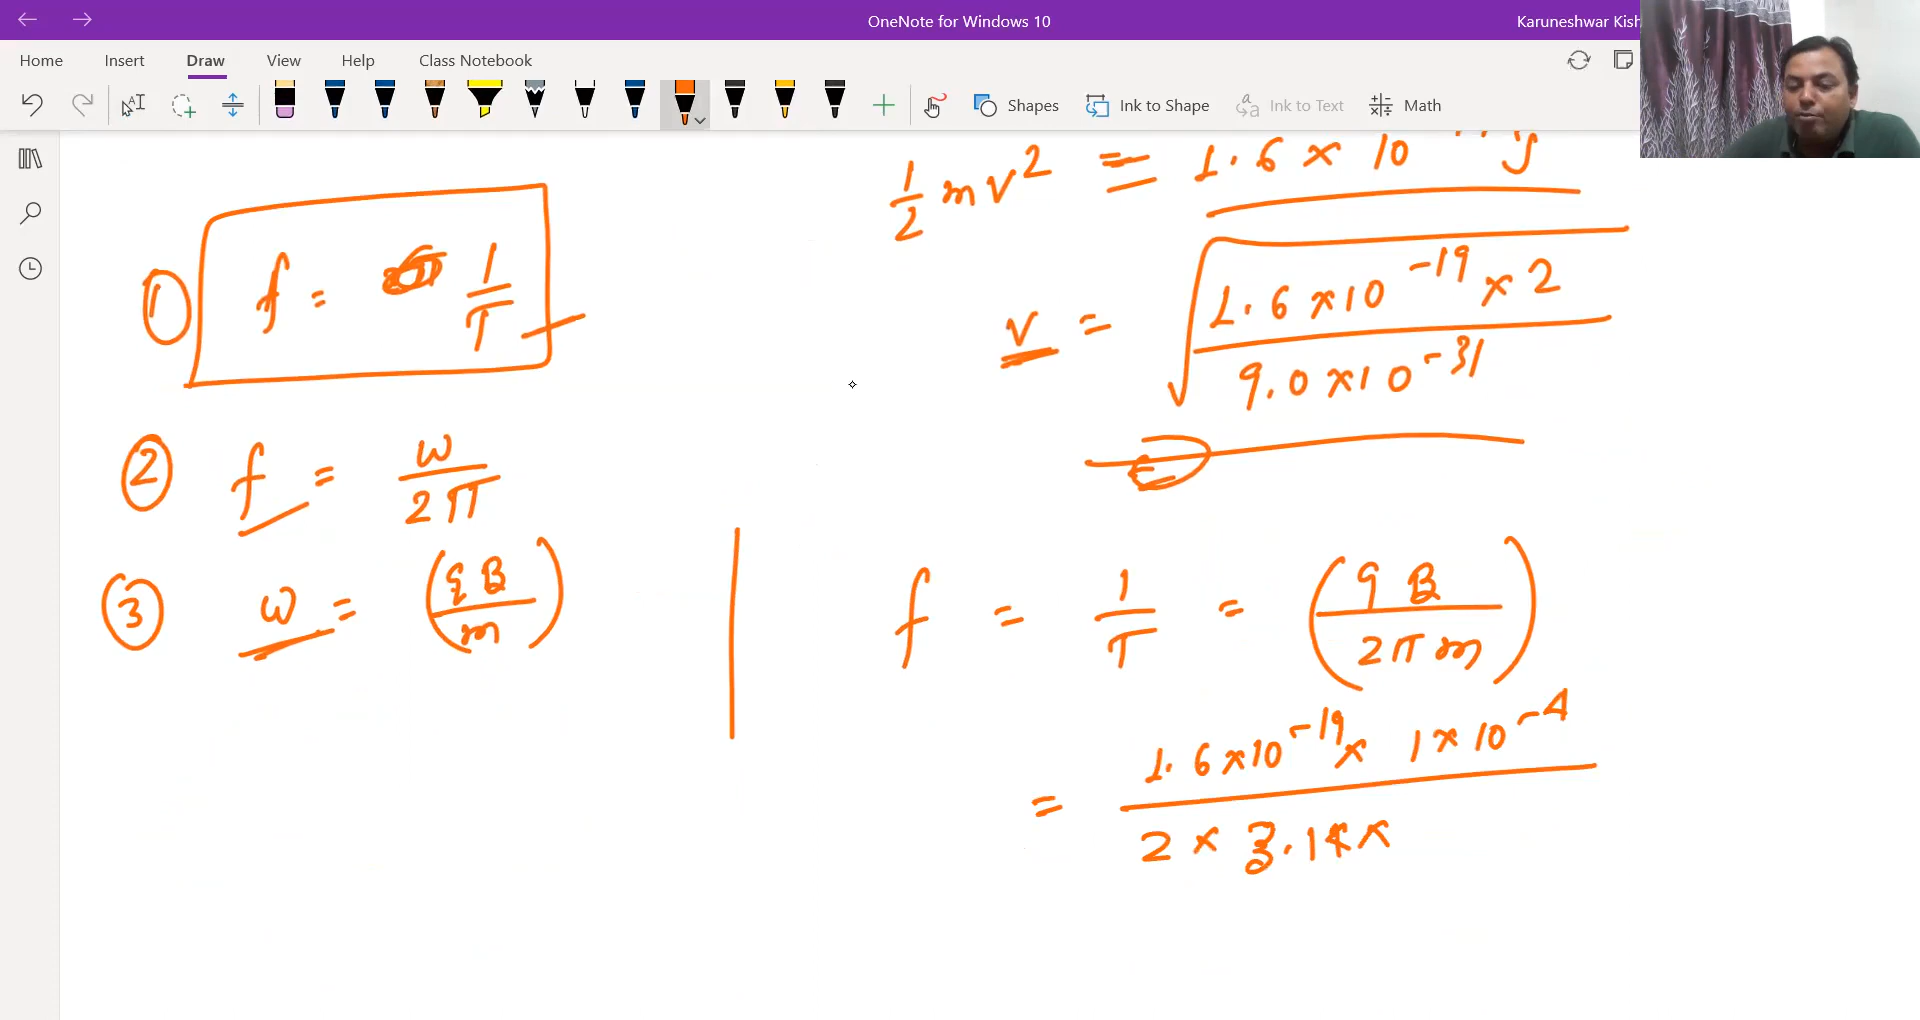 OneNote for Windows 10
Karuneshwar Kish
Home Insert Draw View Help Class Notebook
Shapes Ink to Shape Ink to Text Math
1/2 mv² = 1.6 × 10 J
① f = 1/T
v = √(1.6 × 10⁻¹⁹ × 2 / 9.0 × 10⁻³¹)
② f = ω/2π
③ ω = (qB/m)
f = 1/T = (qB/2πm)
= 1.6 × 10⁻¹⁹ × 1 × 10⁻⁴ / 2 × 3.14 ×